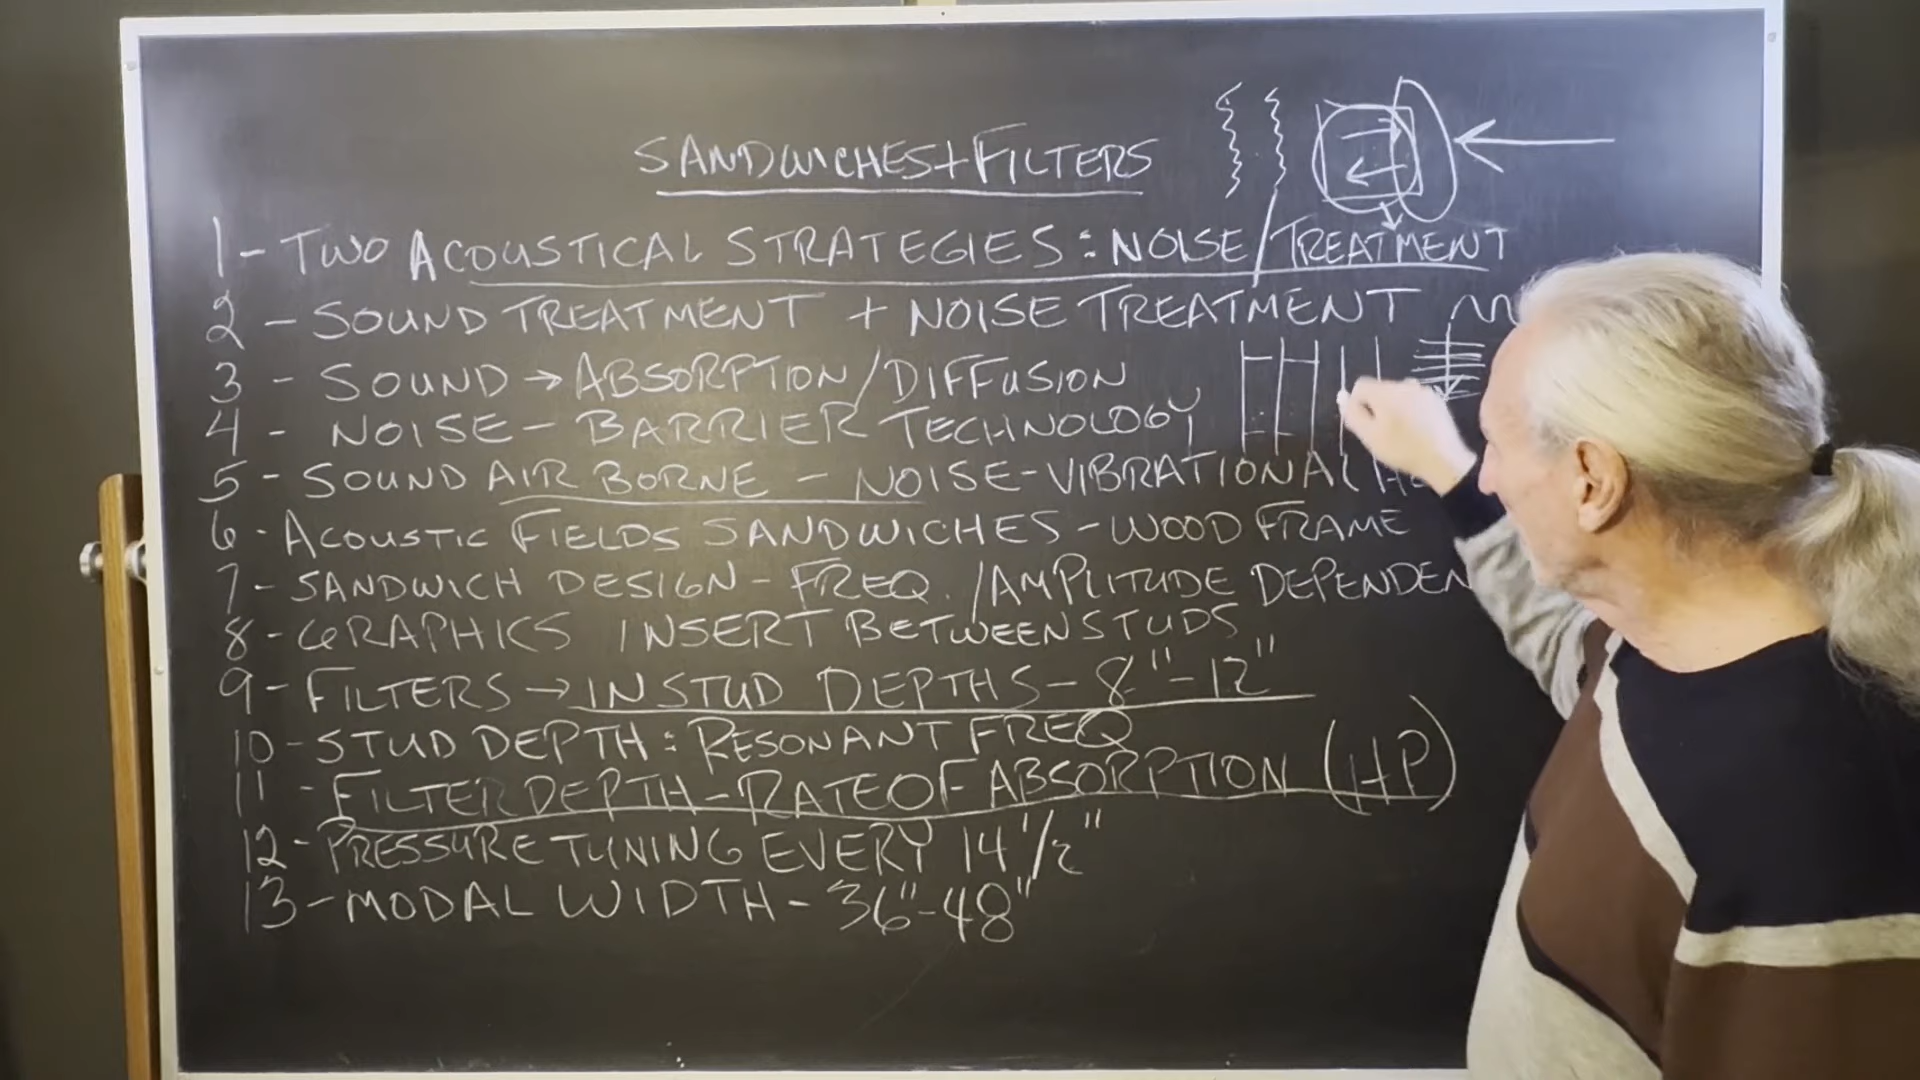 SANDWICHES+FILTERS
1- TWO ACOUSTICAL STRATEGIES: NOISE/TREATMENT
2 - SOUND TREATMENT + NOISE TREATMENT
3 - SOUND → ABSORPTION/DIFFUSION
4 - NOISE - BARRIER TECHNOLOGY
5 - SOUND AIR BORNE - NOISE-VIBRATIONAL
6 - ACOUSTIC FIELDS SANDWICHES - WOOD FRAME
7 - SANDWICH DESIGN - FREQ. /AMPLITUDE DEPENDEN
8 - GRAPHICS INSERT BETWEEN STUDS
9 - FILTERS → IN STUD DEPTHS - 8"-12"
10 - STUD DEPTH: RESONANT FREQ
11 - FILTER DEPTH - RATE OF ABSORPTION (HP)
12 - PRESSURE TUNING EVERY 14 1/2"
13 - MODAL WIDTH - 36"-48"